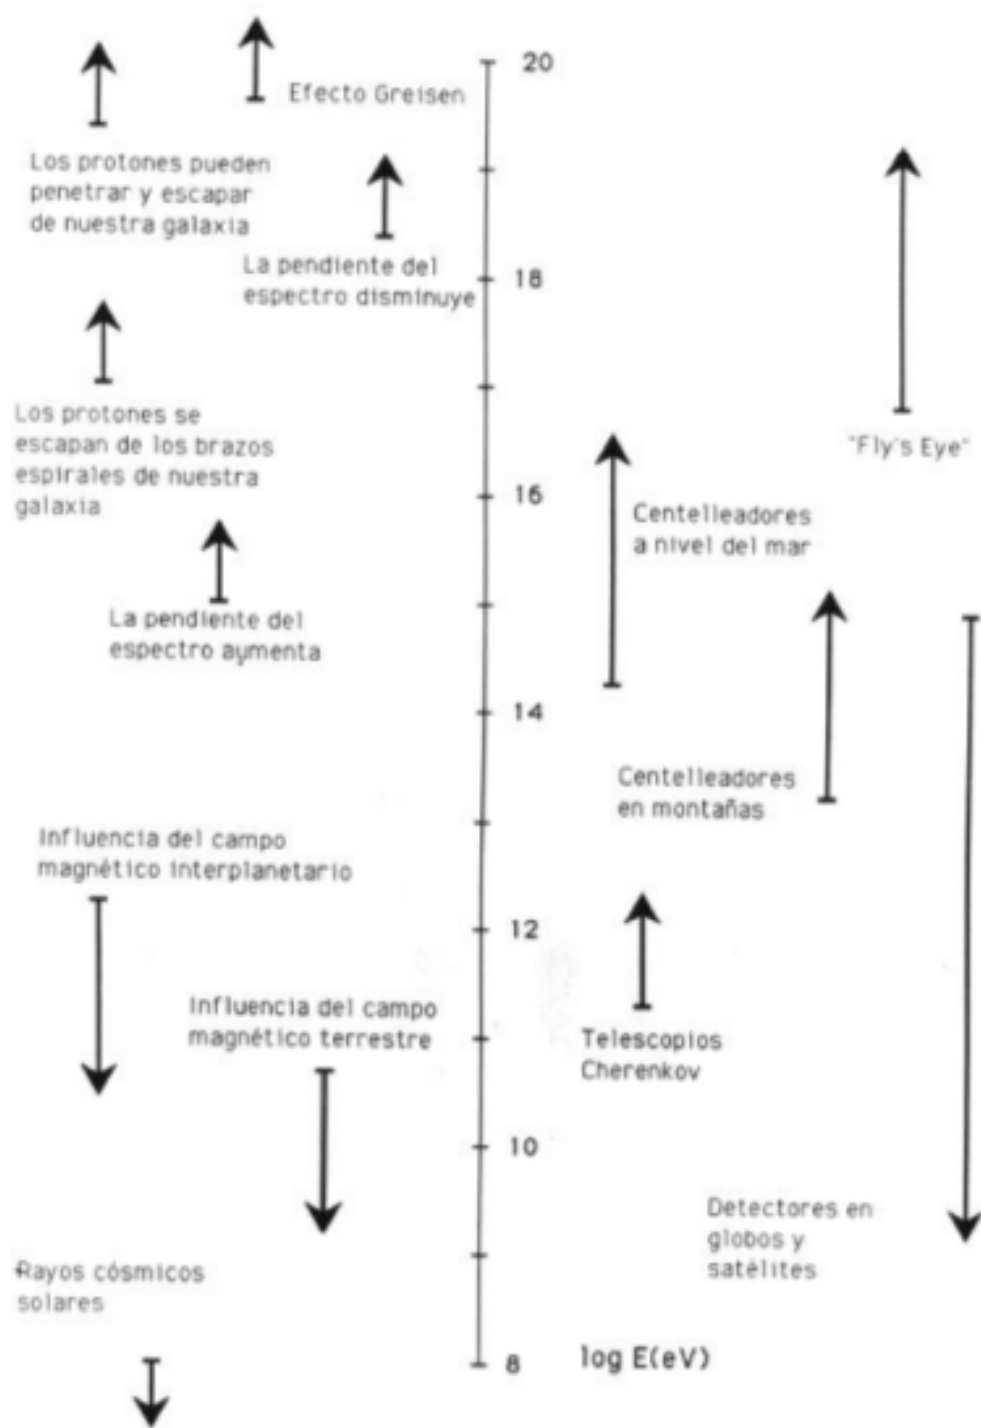 20
Efecto Greisen
Los protones pueden
penetrar y escapar
de nuestra galaxia
La pendiente del
espectro disminuye
18
Los protones se
escapan de los brazos
espirales de nuestra
galaxia
"Fly's Eye"
16
Centelleadores
a nivel del mar
La pendiente del
espectro aumenta
14
Centelleadores
en montañas
Influencia del campo
magnético interplanetario
12
Influencia del campo
magnético terrestre
Telescopios
Cherenkov
10
Detectores en
globos y
satélites
Rayos cósmicos
solares
8
log E(eV)